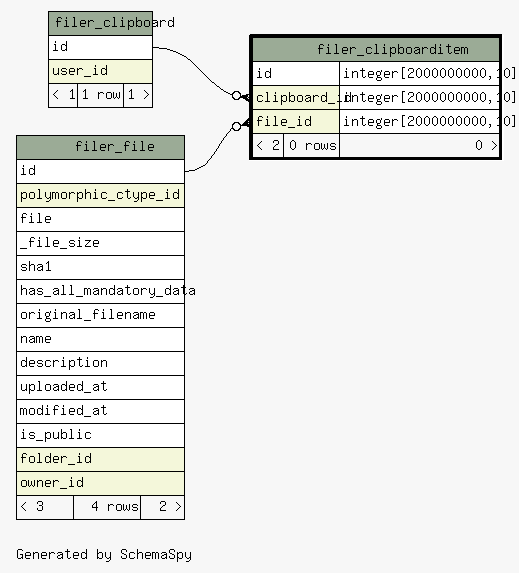 filer_clipboard
id
user_id
< 1 1 row 1 >
filer_clipboarditem
id integer[2000000000,10]
clipboard_id integer[2000000000,10]
file_id integer[2000000000,10]
< 2 0 rows 0 >
filer_file
id
polymorphic_ctype_id
file
_file_size
sha1
has_all_mandatory_data
original_filename
name
description
uploaded_at
modified_at
is_public
folder_id
owner_id
< 3 4 rows 2 >
Generated by SchemaSpy